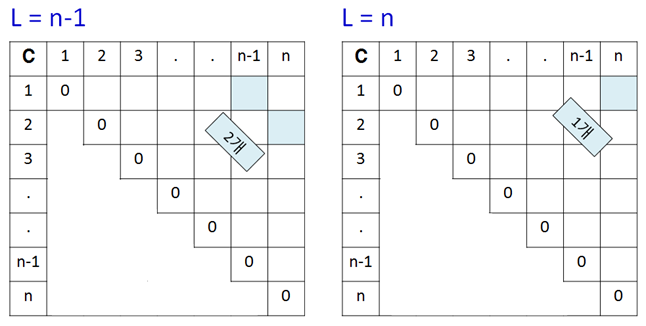 L = n-1
C 1 2 3 . . n-1 n
1 0
2 0
2개
3 0
. 0
. 0
n-1 0
n 0
L = n
C 1 2 3 . . n-1 n
1 0
2 0
1개
3 0
. 0
. 0
n-1 0
n 0